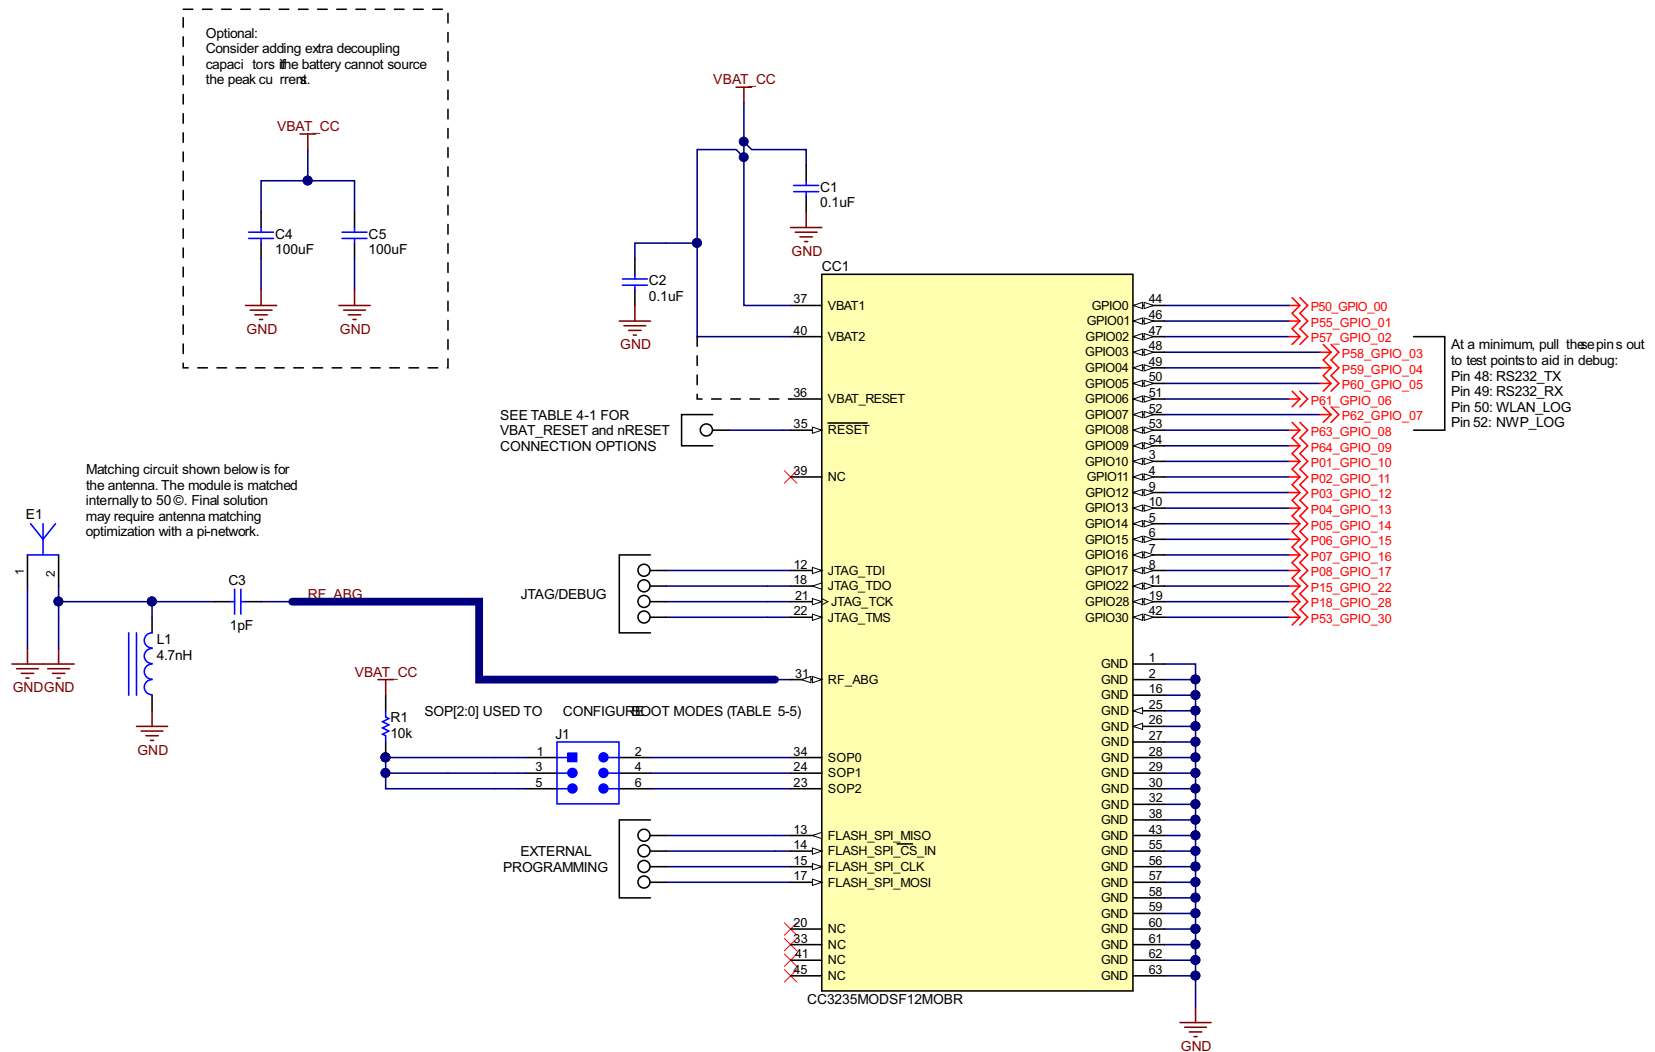 Optional:
Consider adding extra decoupling
capaci tors if the battery cannot source
the peak cu rrent.
VBAT_CC
C4
100uF
C5
100uF
GND
GND
VBAT_CC
C1
0.1uF
GND
C2
0.1uF
GND
CC1
37
VBAT1
40
VBAT2
36
VBAT_RESET
35
RESET
39
NC
12
JTAG_TDI
18
JTAG_TDO
21
JTAG_TCK
22
JTAG_TMS
31
RF_ABG
34
SOP0
24
SOP1
23
SOP2
13
FLASH_SPI_MISO
14
FLASH_SPI_CS_IN
15
FLASH_SPI_CLK
17
FLASH_SPI_MOSI
20
NC
33
NC
41
NC
45
NC
CC3235MODSF12MOBR
SEE TABLE 4-1 FOR
VBAT_RESET and nRESET
CONNECTION OPTIONS
JTAG/DEBUG
Matching circuit shown below is for
the antenna. The module is matched
internally to 50 ©. Final solution
may require antenna matching
optimization with a pi-network.
E1
1
2
C3
1pF
RF_ABG
L1
4.7nH
GND
GND
GND
VBAT_CC
R1
10k
SOP[2:0] USED TO CONFIGURE BOOT MODES (TABLE 5-5)
J1
1
2
3
4
5
6
EXTERNAL
PROGRAMMING
GPIO0 44 P50_GPIO_00
GPIO01 46 P55_GPIO_01
GPIO02 47 P57_GPIO_02
GPIO03 48 P58_GPIO_03
GPIO04 49 P59_GPIO_04
GPIO05 50 P60_GPIO_05
GPIO06 51 P61_GPIO_06
GPIO07 52 P62_GPIO_07
GPIO08 53 P63_GPIO_08
GPIO09 54 P64_GPIO_09
GPIO10 3 P01_GPIO_10
GPIO11 4 P02_GPIO_11
GPIO12 9 P03_GPIO_12
GPIO13 10 P04_GPIO_13
GPIO14 5 P05_GPIO_14
GPIO15 6 P06_GPIO_15
GPIO16 7 P07_GPIO_16
GPIO17 8 P08_GPIO_17
GPIO22 11 P15_GPIO_22
GPIO28 19 P18_GPIO_28
GPIO30 42 P53_GPIO_30
At a minimum, pull these pins out
to test points to aid in debug:
Pin 48: RS232_TX
Pin 49: RS232_RX
Pin 50: WLAN_LOG
Pin 52: NWP_LOG
GND 1
GND 2
GND 16
GND 25
GND 26
GND 27
GND 28
GND 29
GND 30
GND 32
GND 38
GND 43
GND 55
GND 56
GND 57
GND 58
GND 59
GND 60
GND 61
GND 62
GND 63
GND